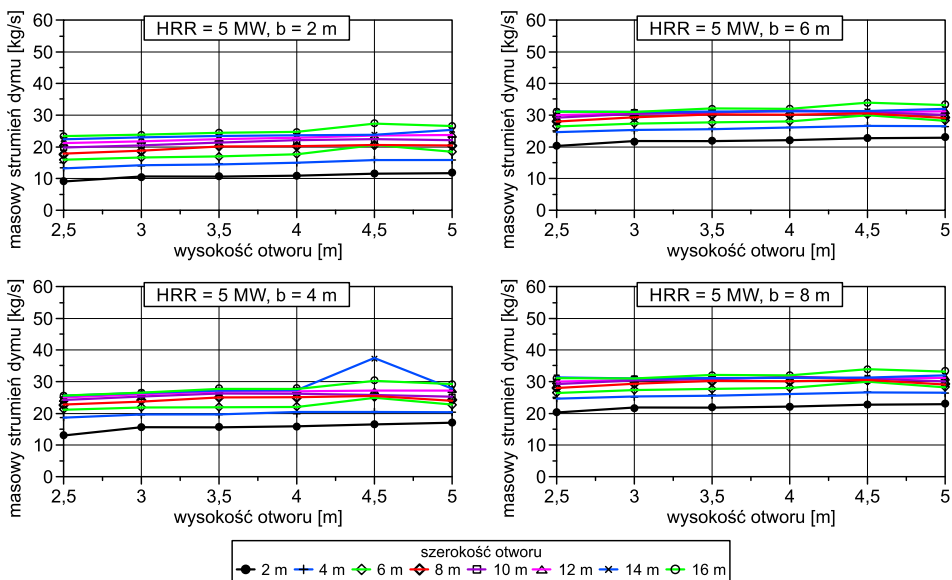 HRR = 5 MW, b = 2 m
masowy strumień dymu [kg/s]
60
50
40
30
20
10
0
2,5 3 3,5 4 4,5 5
wysokość otworu [m]
HRR = 5 MW, b = 6 m
masowy strumień dymu [kg/s]
60
50
40
30
20
10
0
2,5 3 3,5 4 4,5 5
wysokość otworu [m]
HRR = 5 MW, b = 4 m
masowy strumień dymu [kg/s]
60
50
40
30
20
10
0
2,5 3 3,5 4 4,5 5
wysokość otworu [m]
HRR = 5 MW, b = 8 m
masowy strumień dymu [kg/s]
60
50
40
30
20
10
0
2,5 3 3,5 4 4,5 5
wysokość otworu [m]
szerokość otworu
2 m 4 m 6 m 8 m 10 m 12 m 14 m 16 m